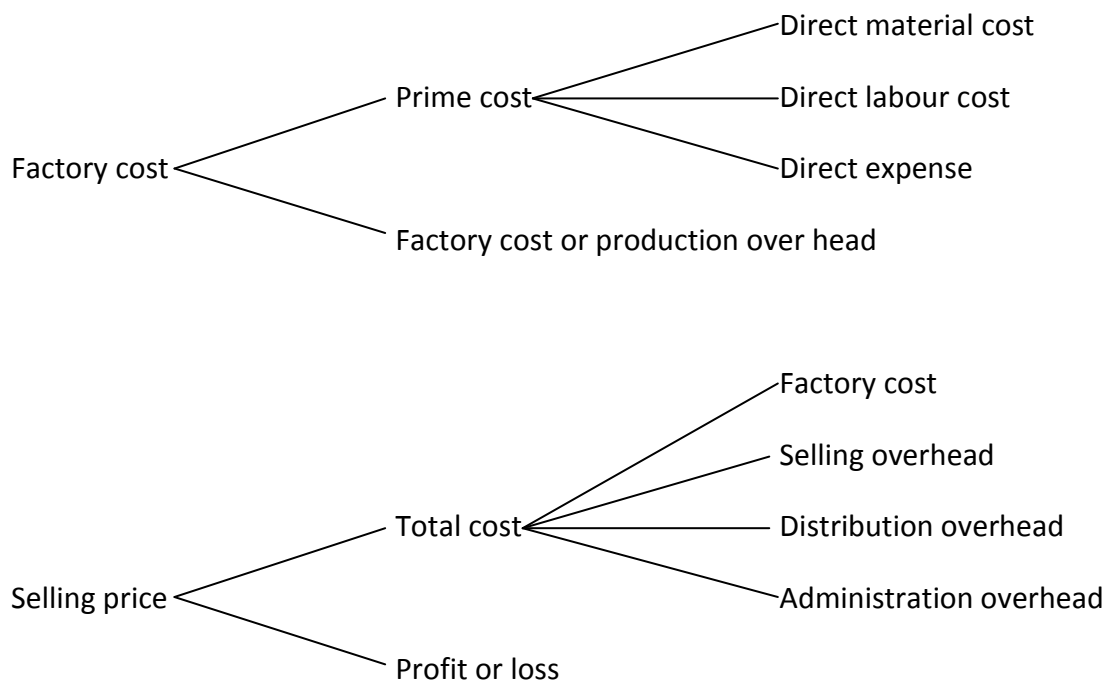 Direct material cost
Prime cost
Direct labour cost
Factory cost
Direct expense
Factory cost or production over head
Factory cost
Selling overhead
Total cost
Distribution overhead
Selling price
Administration overhead
Profit or loss